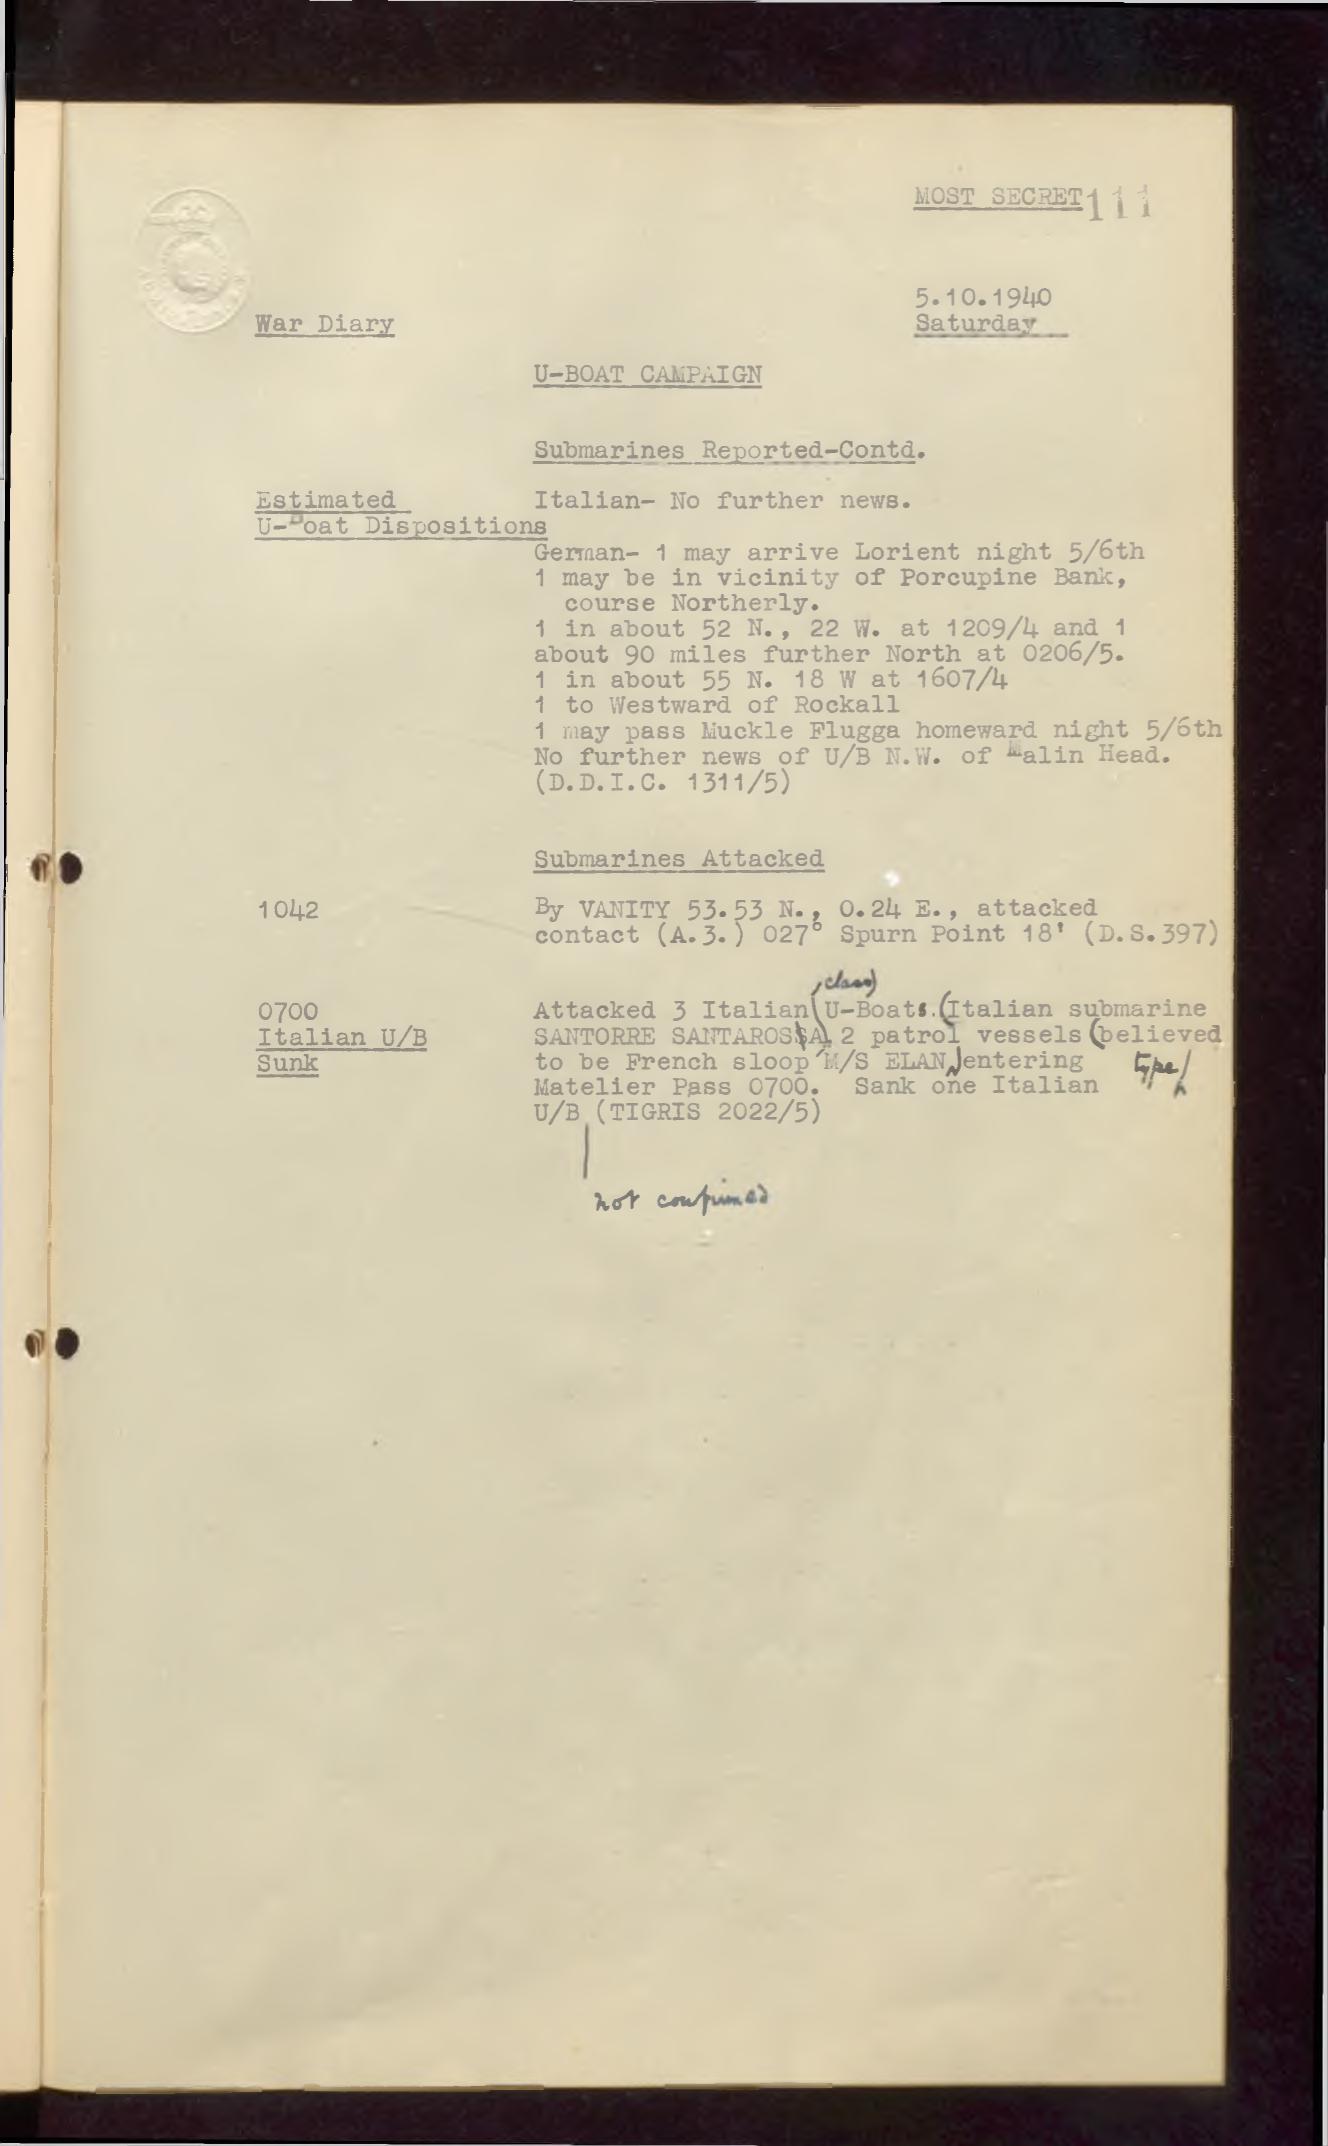 MOST SECRET 111
5.10.1940
War Diary
Saturday
U-BOAT CAMPAIGN
Submarines Reported-Contd.
Estimated
U-Boat Dispositions
Italian- No further news.
German- 1 may arrive Lorient night 5/6th
1 may be in vicinity of Porcupine Bank,
course Northerly.
1 in about 52 N., 22 W. at 1209/4 and 1
about 90 miles further North at 0206/5.
1 in about 55 N. 18 W at 1607/4
1 to Westward of Rockall
1 may pass Muckle Flugga homeward night 5/6th
No further news of U/B N.W. of Malin Head.
(D.D.I.C. 1311/5)
Submarines Attacked
1042
By VANITY 53.53 N., 0.24 E., attacked
contact (A.3.) 027° Spurn Point 18' (D.S.397)
class)
0700
Italian U/B
Sunk
Attacked 3 Italian U-Boats. (Italian submarine
SANTORRE SANTAROSSA) 2 patrol vessels (believed
to be French sloop M/S ELAN) entering
type/
Matelier Pass 0700. Sank one Italian
U/B (TIGRIS 2022/5)
not confirmed